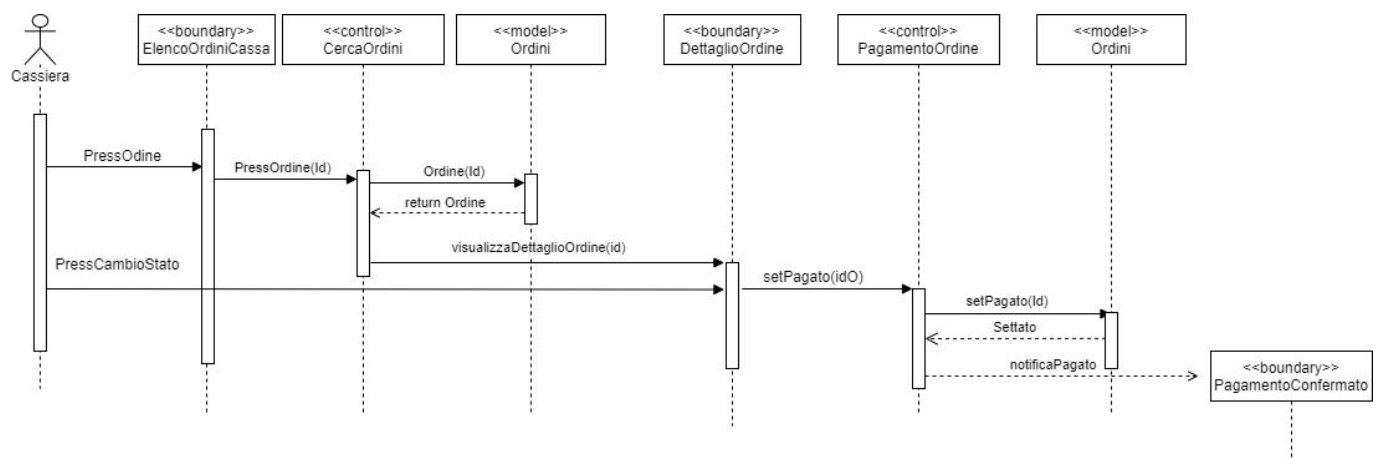 <<boundary>>
ElencoOrdiniCassa
<<control>>
CercaOrdini
<<model>>
Ordini
<<boundary>>
DettaglioOrdine
<<control>>
PagamentoOrdine
<<model>>
Ordini
Cassiera
PressOdine
PressOrdine(Id)
Ordine(Id)
return Ordine
visualizzaDettaglioOrdine(id)
PressCambioStato
setPagato(idO)
setPagato(Id)
Settato
notificaPagato
<<boundary>>
PagamentoConfermato